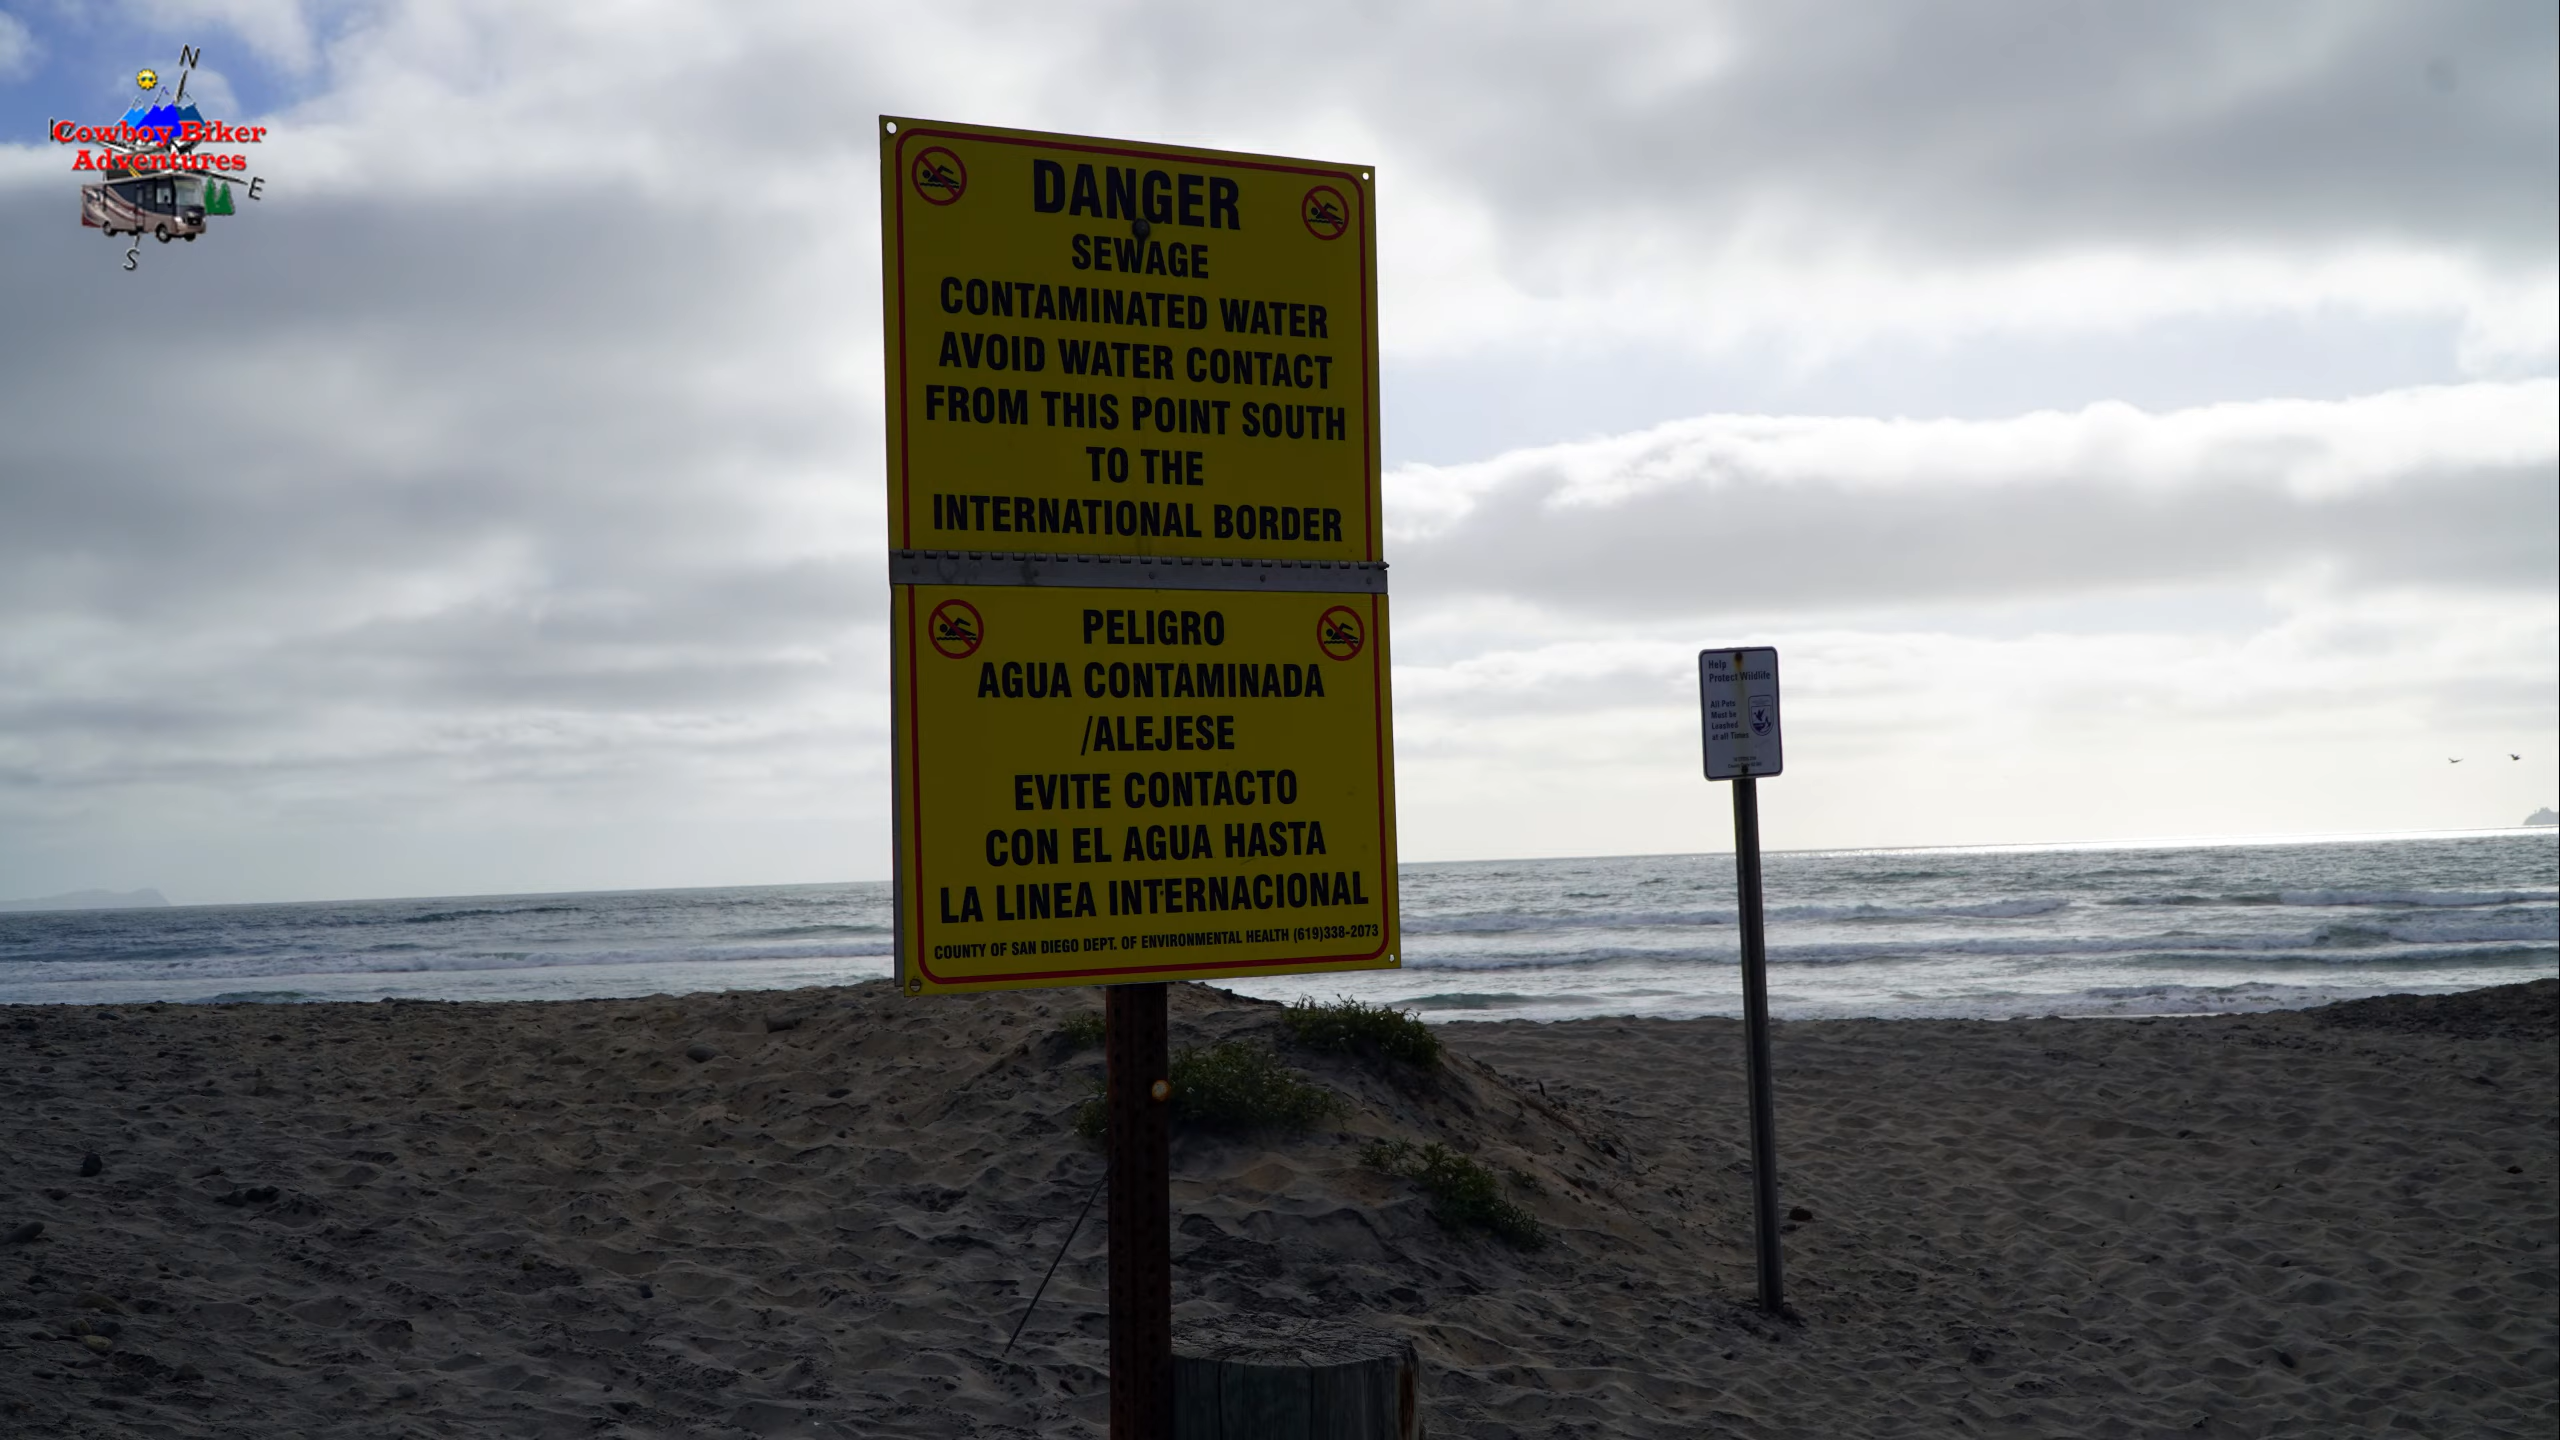 N
Cowboy Biker
Adventures
E
S
DANGER
SEWAGE
CONTAMINATED WATER
AVOID WATER CONTACT
FROM THIS POINT SOUTH
TO THE
INTERNATIONAL BORDER
PELIGRO
AGUA CONTAMINADA
/ALEJESE
EVITE CONTACTO
CON EL AGUA HASTA
LA LINEA INTERNACIONAL
COUNTY OF SAN DIEGO DEPT. OF ENVIRONMENTAL HEALTH (619)338-2073
Help
Protect Wildlife
All Pets
Must be
Leashed
at all Times